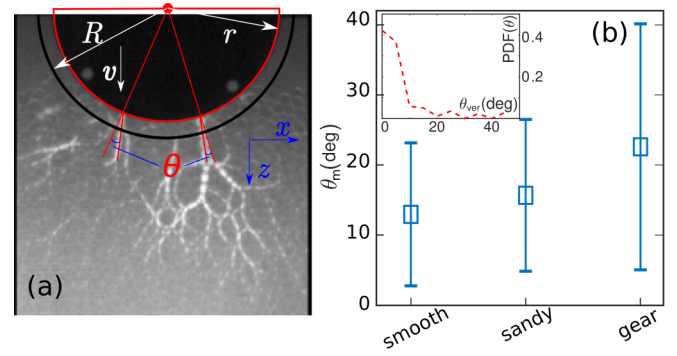 R
r
v
x
θ
z
(a)
(b)
θm(deg)
40
30
20
10
0
PDF(θ)
0.4
0.2
θver(deg)
0 20 40
smooth sandy gear